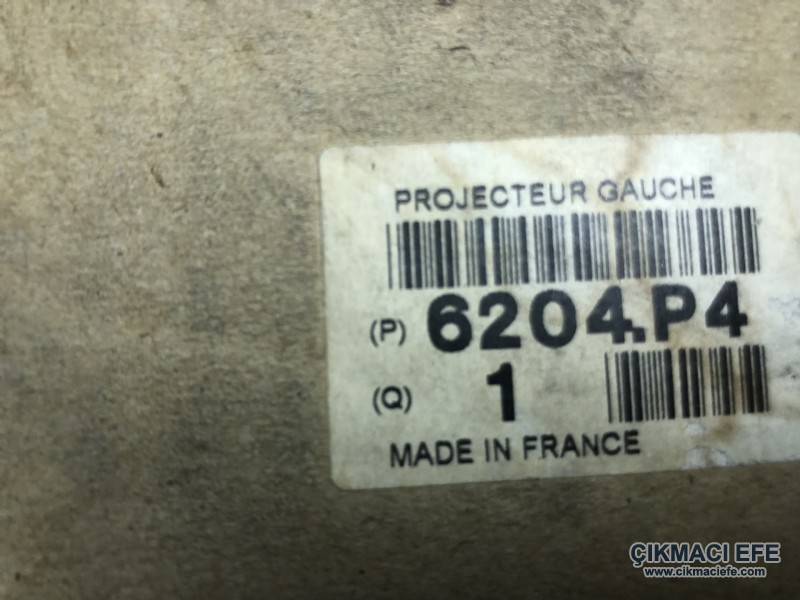 PROJECTEUR GAUCHE
(P) 6204.P4
(Q) 1
MADE IN FRANCE
ÇIKMACI EFE
www.cikmaciefe.com